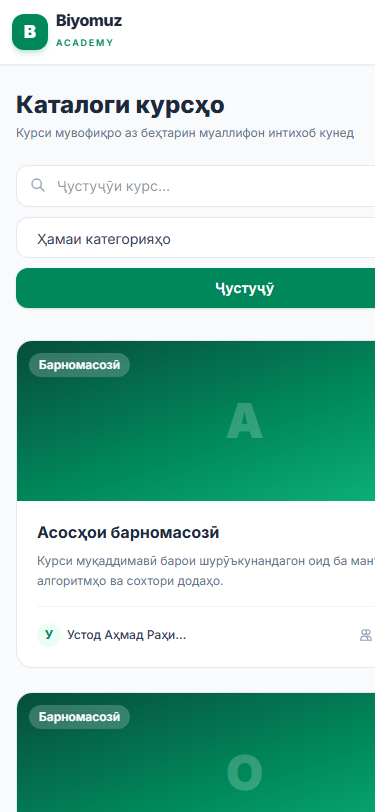 B
Biyomuz
ACADEMY
Каталоги курсҳо
Курси мувофиқро аз беҳтарин муаллифон интихоб кунед
Ҷустуҷӯи курс...
Ҳамаи категорияҳо
Ҷустуҷӯ
Барномасозӣ
А
Асосҳои барномасозӣ
Курси муқаддимавӣ барои шурӯъкунандагон оид ба
алгоритмҳо ва сохтори додаҳо.
У
Устод Аҳмад Раҳи...
Барномасозӣ
О